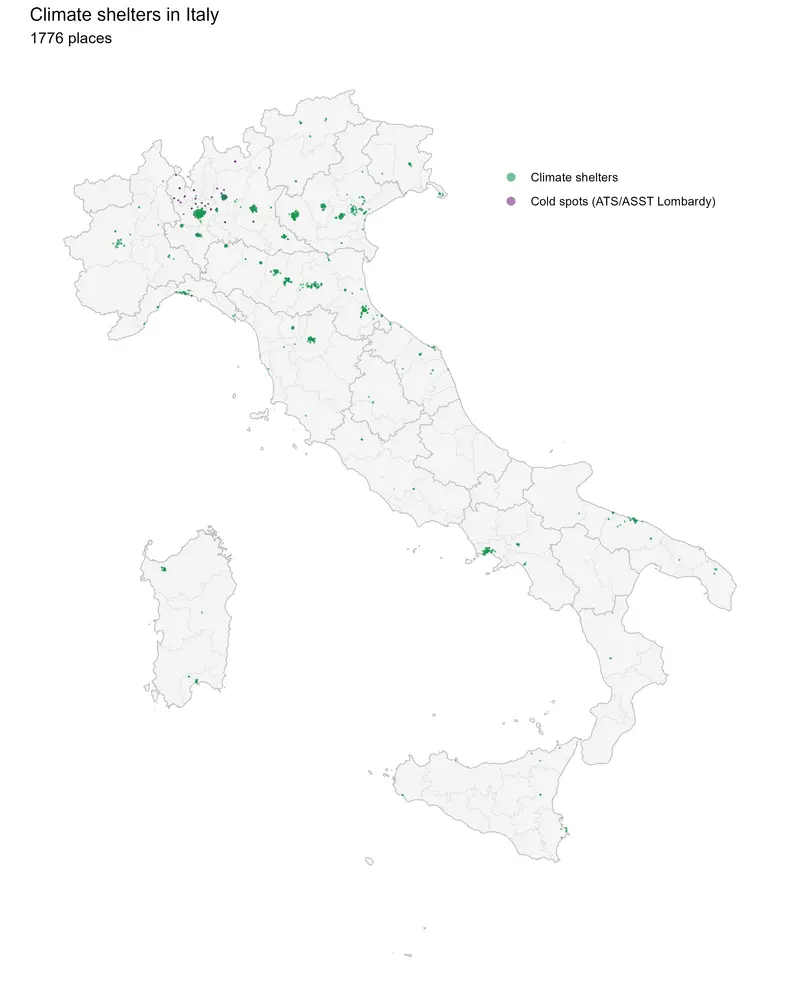 Climate shelters in Italy
1776 places
Climate shelters
Cold spots (ATS/ASST Lombardy)